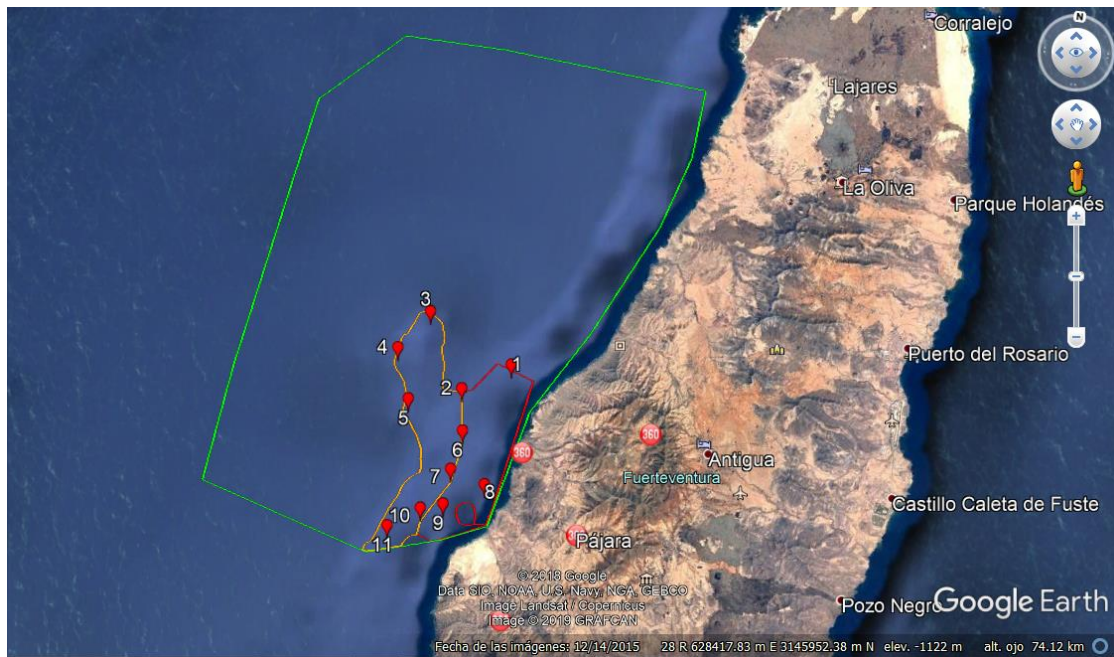 Corralejo
N
Lajares
La Oliva
Parque Holandés
3
4
1
2
5
6
7
8
9
10
11
Puerto del Rosario
360
Antigua
Fuerteventura
Castillo Caleta de Fuste
Pájara
Pozo Negro
Google Earth
© 2018 Google
Data SIO, NOAA, U.S. Navy, NGA, GEBCO
Image Landsat / Copernicus
Image © 2019 GRAFCAN
Fecha de las imágenes: 12/14/2015 28 R 628417.83 m E 3145952.38 m N elev. -1122 m alt. ojo 74.12 km